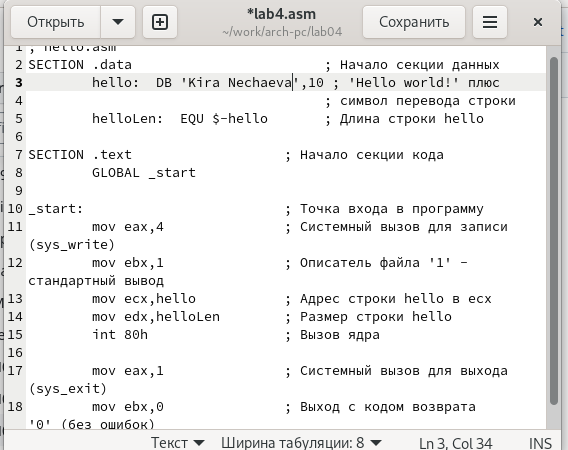 Открыть
*lab4.asm
~/work/arch-pc/lab04
Сохранить
1 ; hello.asm
2 SECTION .data ; Начало секции данных
3 hello: DB 'Kira Nechaeva',10 ; 'Hello world!' плюс
4 ; символ перевода строки
5 helloLen: EQU $-hello ; Длина строки hello
6
7 SECTION .text ; Начало секции кода
8 GLOBAL _start
9
10 _start: ; Точка входа в программу
11 mov eax,4 ; Системный вызов для записи
(sys_write)
12 mov ebx,1 ; Описатель файла '1' -
стандартный вывод
13 mov ecx,hello ; Адрес строки hello в ecx
14 mov edx,helloLen ; Размер строки hello
15 int 80h ; Вызов ядра
16
17 mov eax,1 ; Системный вызов для выхода
(sys_exit)
18 mov ebx,0 ; Выход с кодом возврата
'0' (без ошибок)
Текст Ширина табуляции: 8 Ln 3, Col 34 INS